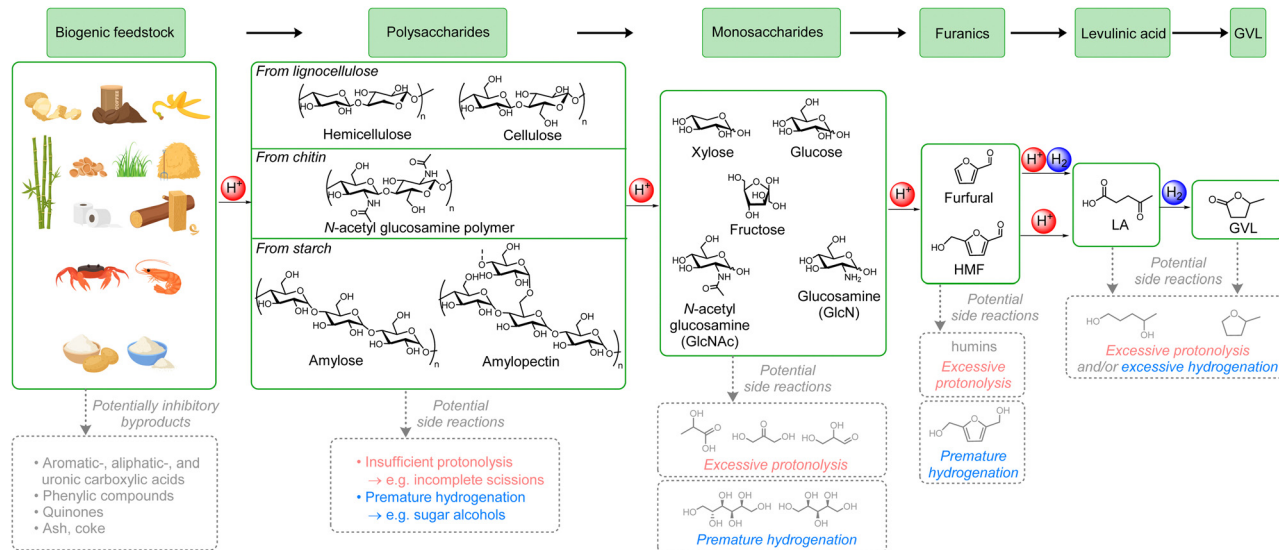 Biogenic feedstock
Polysaccharides
Monosaccharides
Furanics
Levulinic acid
GVL
H+
From lignocellulose
Hemicellulose
Cellulose
From chitin
N-acetyl glucosamine polymer
From starch
Amylose
Amylopectin
H+
Xylose
Glucose
Fructose
N-acetyl
glucosamine
(GlcNAc)
Glucosamine
(GlcN)
H+
Furfural
HMF
H+
H2
H+
LA
H2
GVL
Potentially inhibitory
byproducts
• Aromatic-, aliphatic-, and
uronic carboxylic acids
• Phenylic compounds
• Quinones
• Ash, coke
Potential
side reactions
• Insufficient protonolysis
→ e.g. incomplete scissions
• Premature hydrogenation
→ e.g. sugar alcohols
Potential
side reactions
Excessive protonolysis
Premature hydrogenation
Potential
side reactions
humins
Excessive
protonolysis
Premature
hydrogenation
Potential
side reactions
Excessive protonolysis
and/or excessive hydrogenation